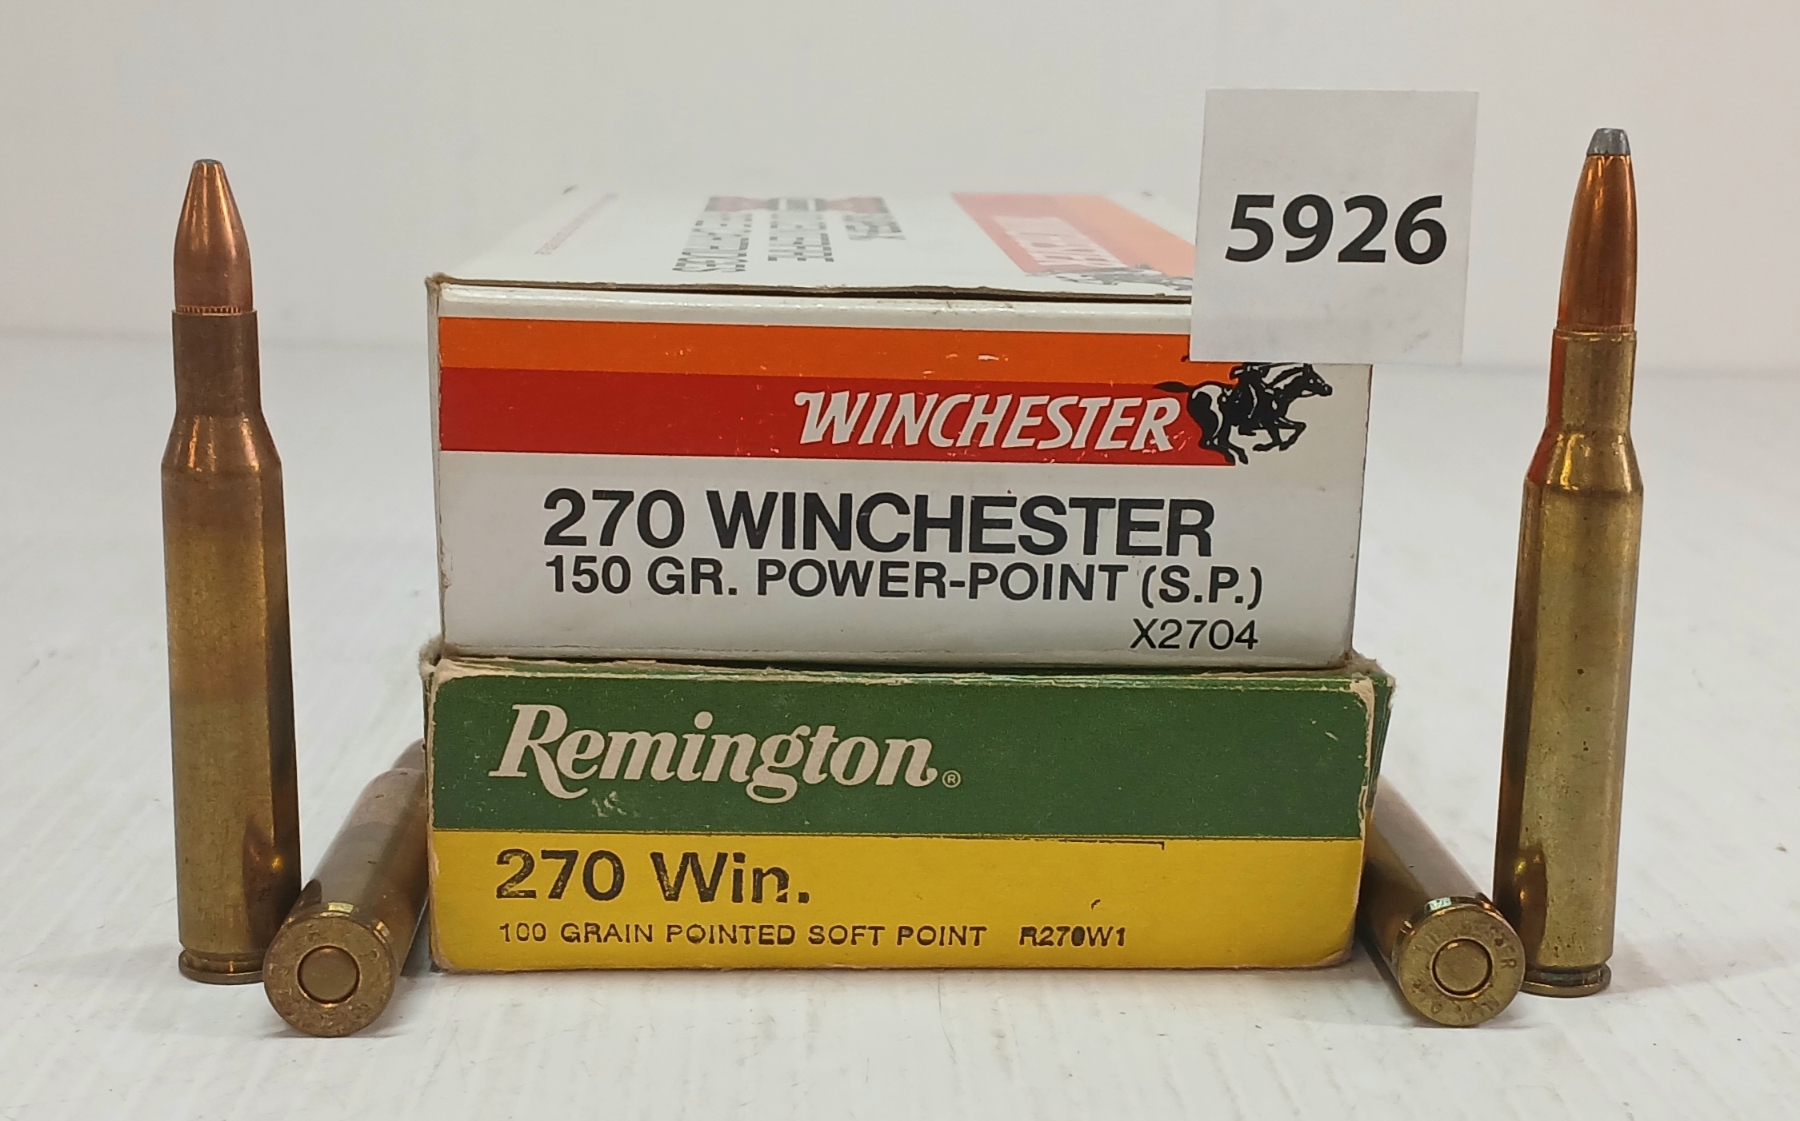 5926
WINCHESTER
270 WINCHESTER
150 GR. POWER-POINT (S.P.)
X2704
Remington®
270 Win.
100 GRAIN POINTED SOFT POINT R270W1